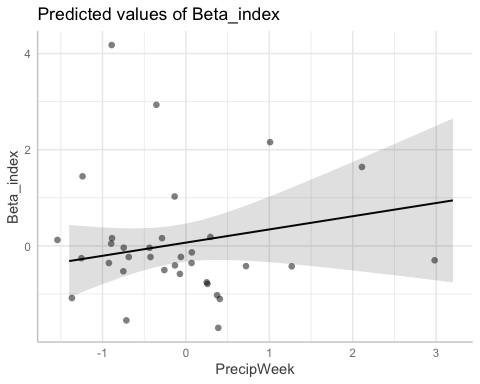 Predicted values of Beta_index
4
2
0
Beta_index
-1
0
1
2
3
PrecipWeek